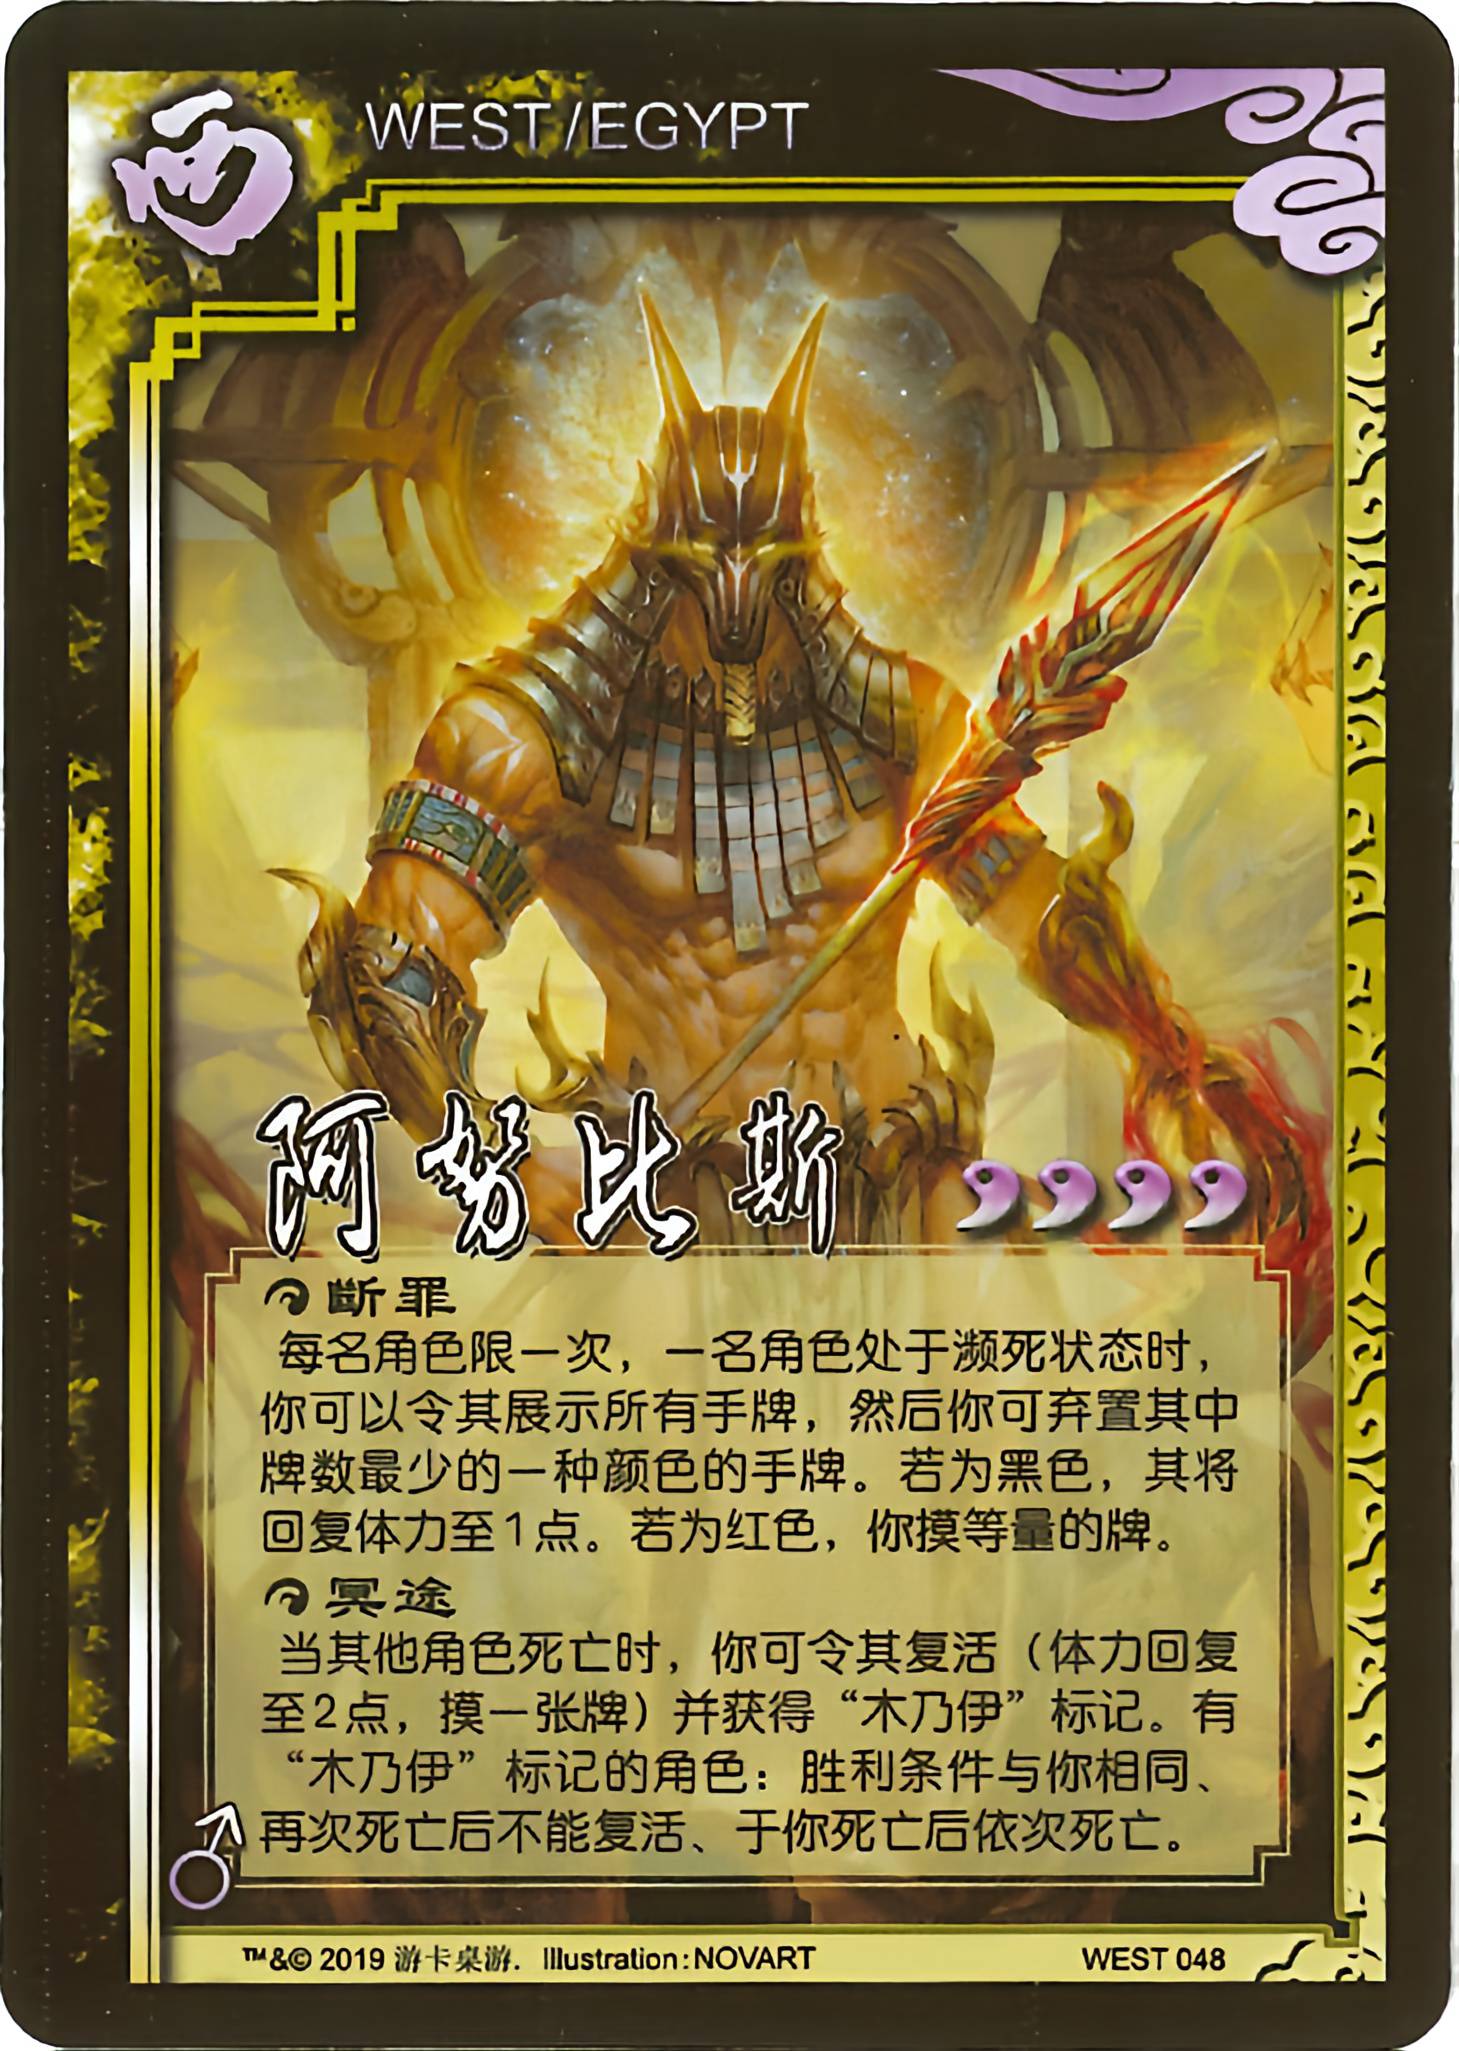 西
WEST/EGYPT
阿努比斯
断罪
每名角色限一次，一名角色处于濒死状态时，
你可以令其展示所有手牌，然后你可弃置其中
牌数最少的一种颜色的手牌。若为黑色，其将
回复体力至1点。若为红色，你摸等量的牌。
冥途
当其他角色死亡时，你可令其复活（体力回复
至2点，摸一张牌）并获得“木乃伊”标记。有
“木乃伊”标记的角色：胜利条件与你相同、
再次死亡后不能复活、于你死亡后依次死亡。
™&© 2019 游卡桌游. Illustration:NOVART
WEST 048